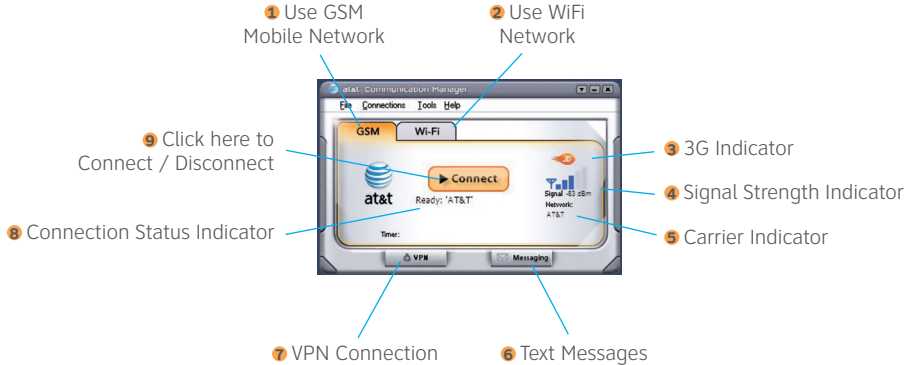 1 Use GSM
Mobile Network
2 Use WiFi
Network
at&t Communication Manager
File Connections Tools Help
GSM Wi-Fi
9 Click here to
Connect / Disconnect
3G
3 3G Indicator
Connect
at&t
Ready: 'AT&T'
Signal -83 dBm
4 Signal Strength Indicator
Network:
AT&T
8 Connection Status Indicator
5 Carrier Indicator
Timer:
VPN Messaging
7 VPN Connection
6 Text Messages